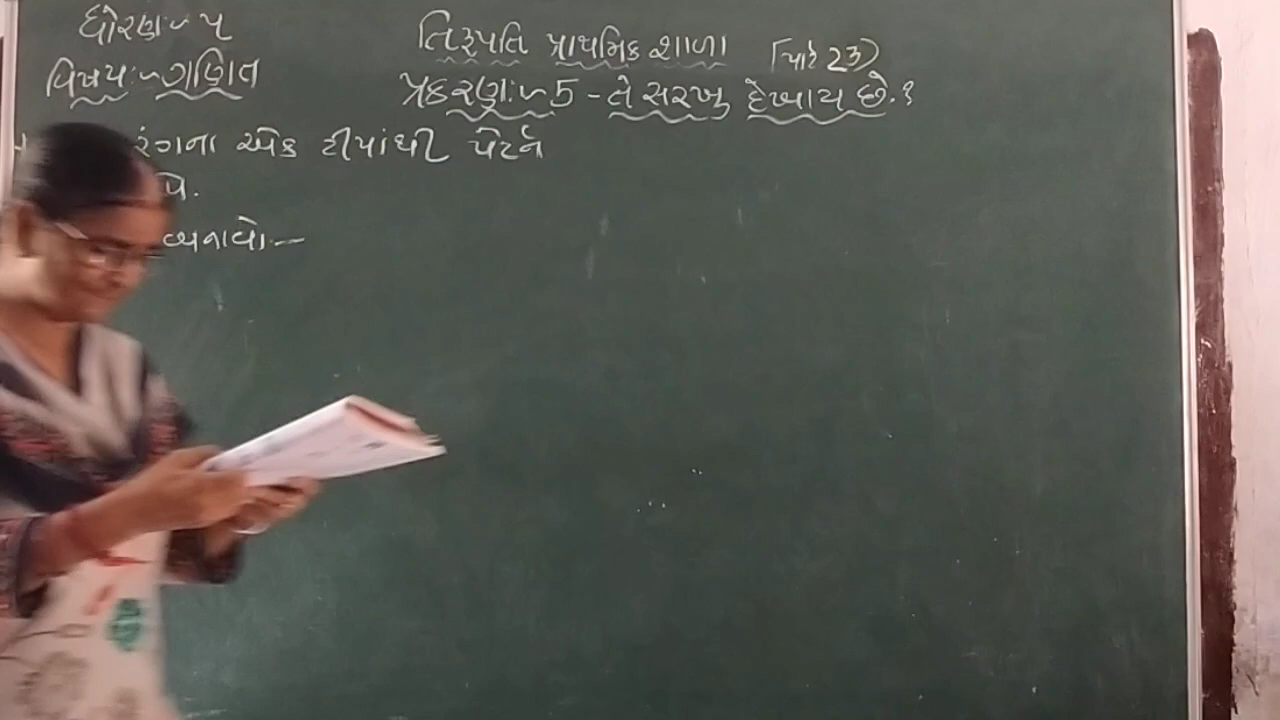 ધોરણઃ- ૫
તિરૂપતિ પ્રાથમિક શાળા (પાર્ટ 23)
વિષયઃ- ગણિત
પ્રકરણઃ- 5 - તે સરખુ દેખાય છે.?
રંગના એક ટીપાંથી પેટર્ન
બનાવોઃ-